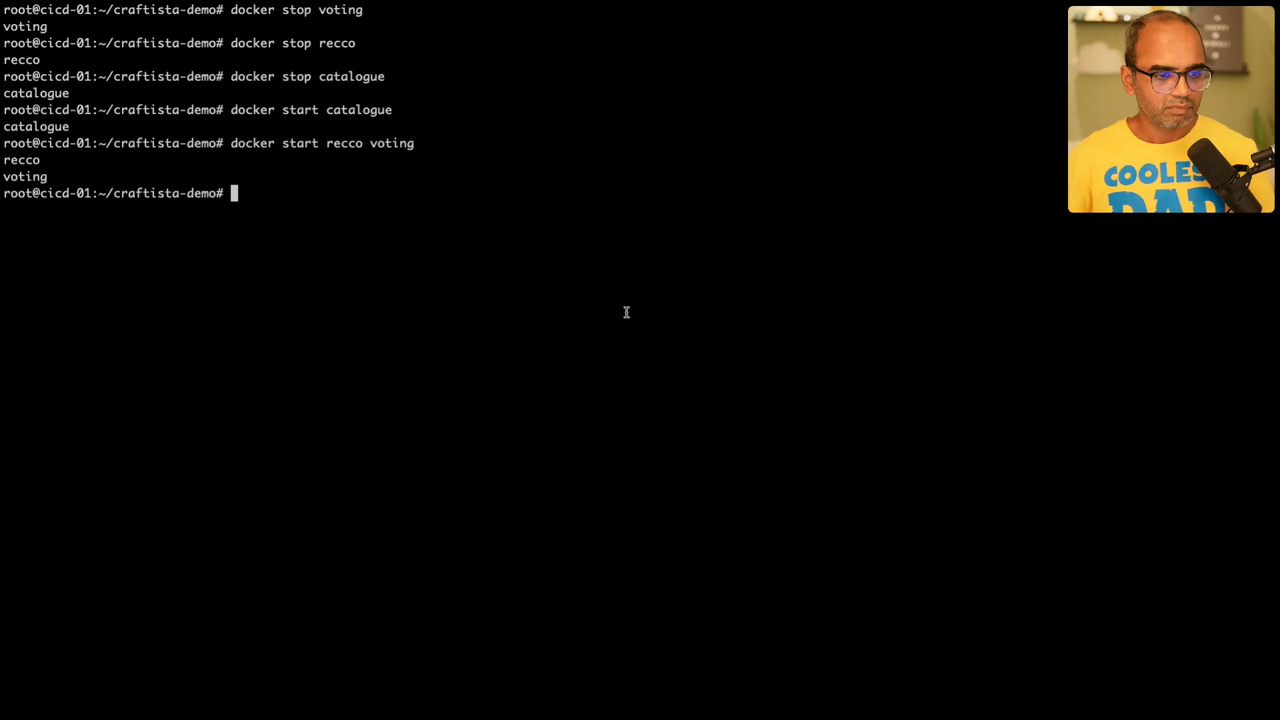 root@cicd-01:~/craftista-demo# docker stop voting
voting
root@cicd-01:~/craftista-demo# docker stop recco
recco
root@cicd-01:~/craftista-demo# docker stop catalogue
catalogue
root@cicd-01:~/craftista-demo# docker start catalogue
catalogue
root@cicd-01:~/craftista-demo# docker start recco voting
recco
voting
root@cicd-01:~/craftista-demo#
COOLES
DAD